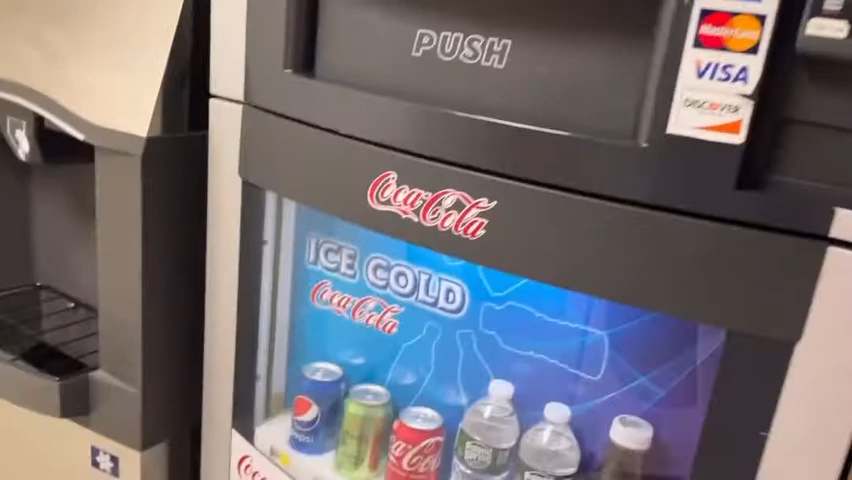 PUSH
MasterCard
VISA
DISCOVER
Coca-Cola
ICE COLD
Coca-Cola
pepsi
Coca-Cola